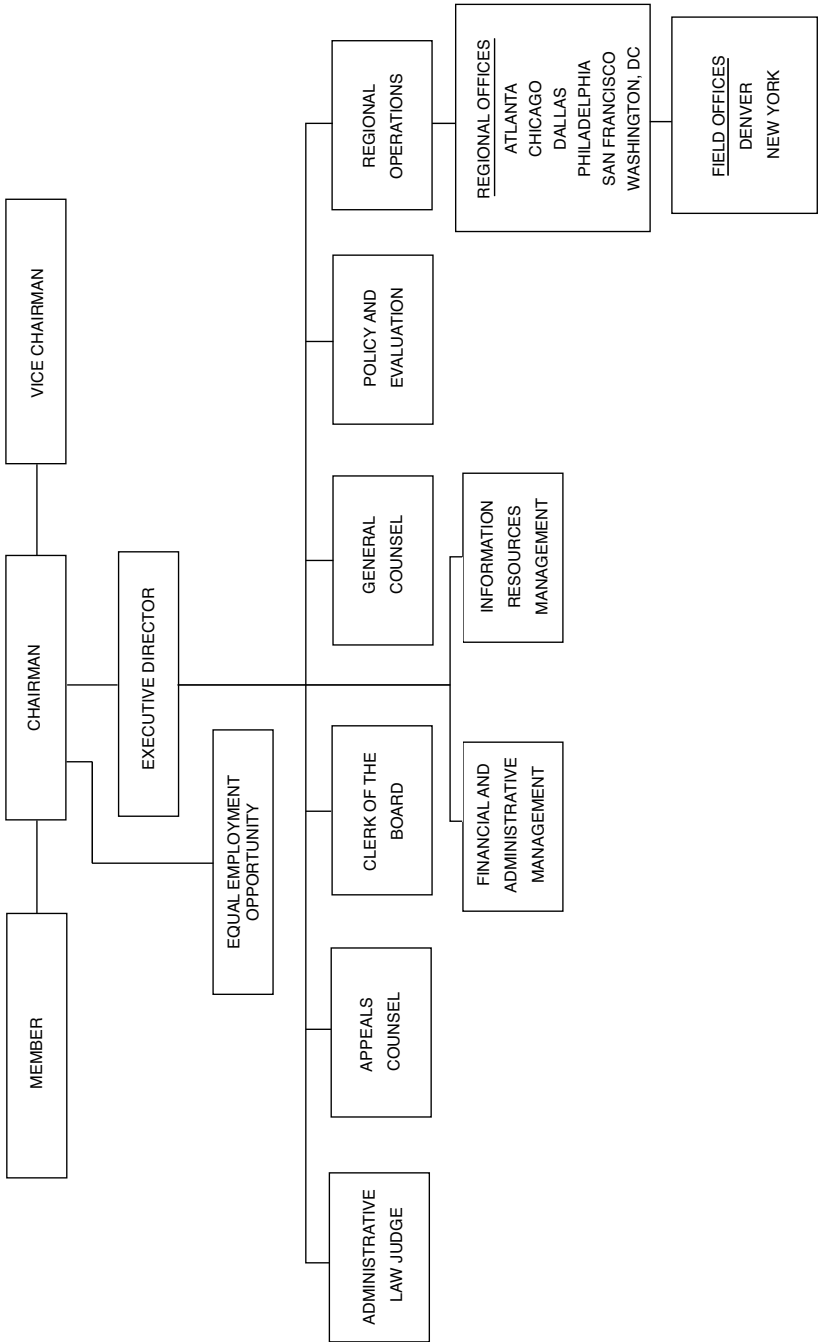 MEMBER
CHAIRMAN
VICE CHAIRMAN
EXECUTIVE DIRECTOR
EQUAL EMPLOYMENT
OPPORTUNITY
ADMINISTRATIVE
LAW JUDGE
APPEALS
COUNSEL
CLERK OF THE
BOARD
GENERAL
COUNSEL
POLICY AND
EVALUATION
REGIONAL
OPERATIONS
FINANCIAL AND
ADMINISTRATIVE
MANAGEMENT
INFORMATION
RESOURCES
MANAGEMENT
REGIONAL OFFICES
ATLANTA
CHICAGO
DALLAS
PHILADELPHIA
SAN FRANCISCO
WASHINGTON, DC
FIELD OFFICES
DENVER
NEW YORK